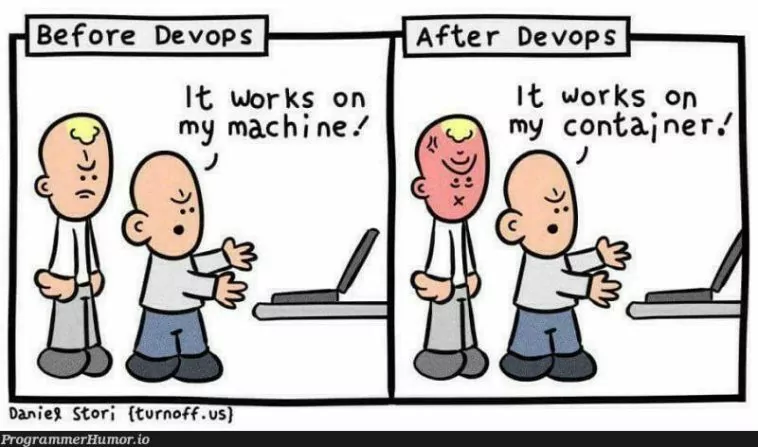 Before Devops
It works on
my machine!
After Devops
It works on
my container!
Daniel Stori {turnoff.us}
ProgrammerHumor.io